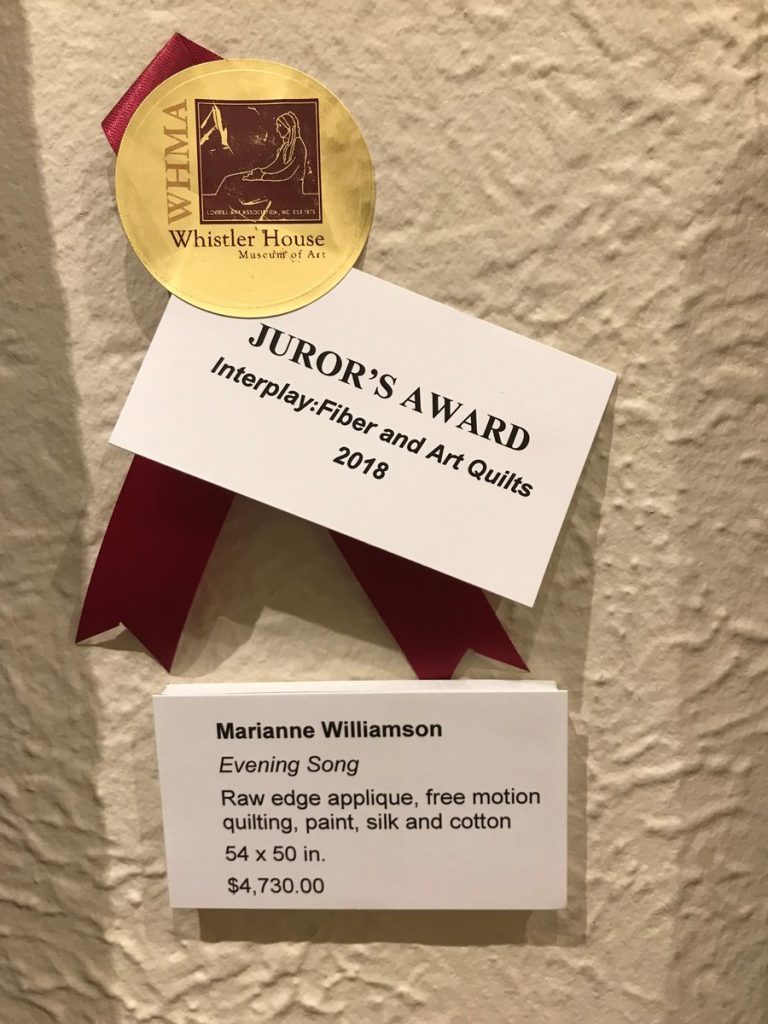 WHMA
LOWELL ART ASSOCIATION, INC. EST. 1878
Whistler House
Museum of Art
JUROR'S AWARD
Interplay:Fiber and Art Quilts
2018
Marianne Williamson
Evening Song
Raw edge applique, free motion
quilting, paint, silk and cotton
54 x 50 in.
$4,730.00